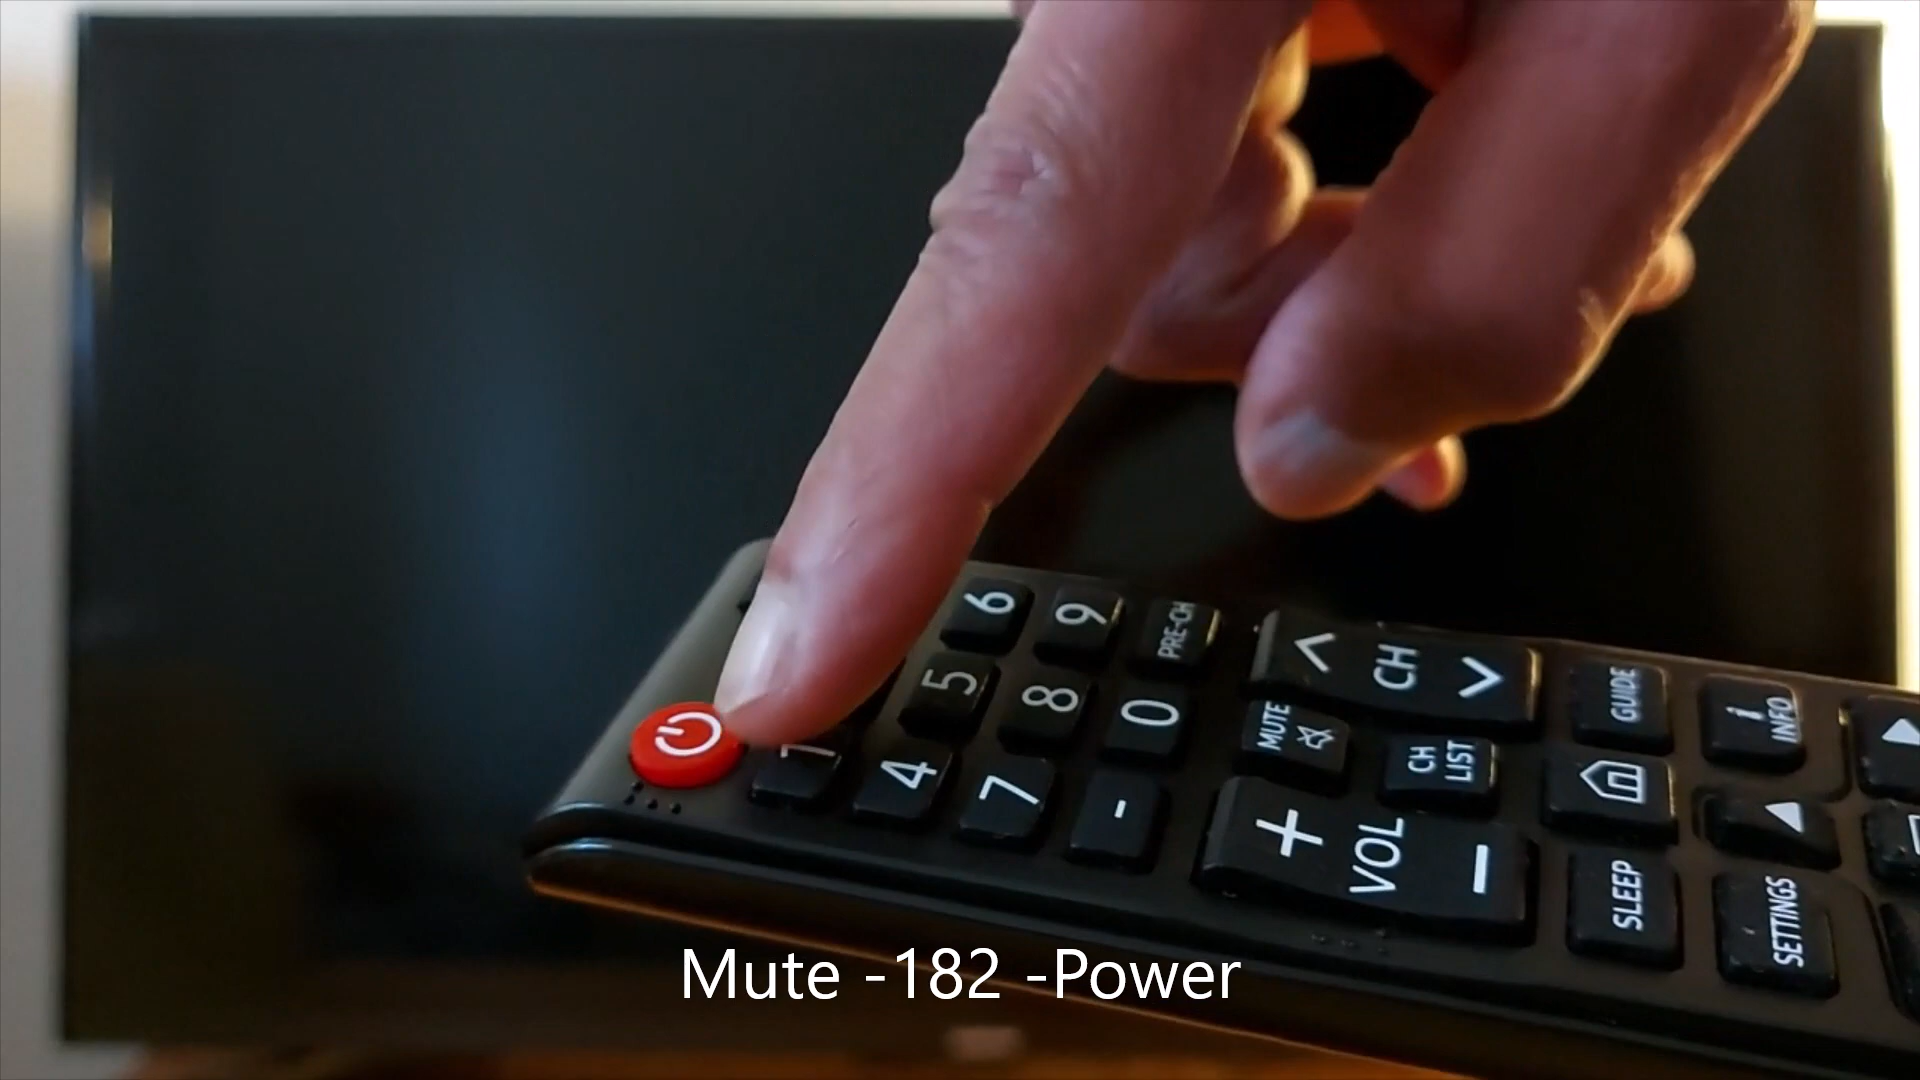 6
9
PRE-CH
5
8
0
1
4
7
-
CH
MUTE
CH
LIST
+
VOL
-
GUIDE
i
INFO
SLEEP
SETTINGS
Mute -182 -Power